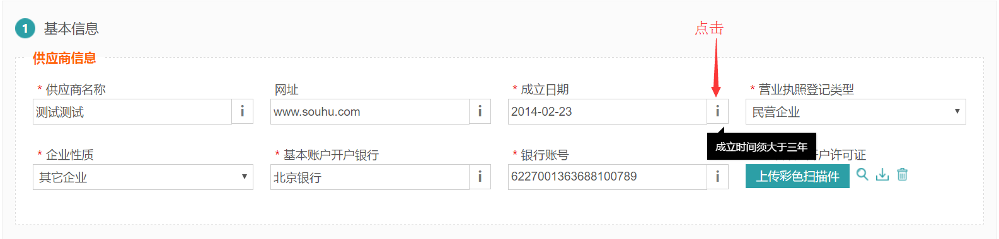 1 基本信息
点击
供应商信息
* 供应商名称 网址 * 成立日期 * 营业执照登记类型
测试测试 i www.souhu.com i 2014-02-23 i 民营企业
成立时间须大于三年
* 企业性质 * 基本账户开户银行 * 银行账号 户许可证
其它企业 北京银行 i 6227001363688100789 i 上传彩色扫描件